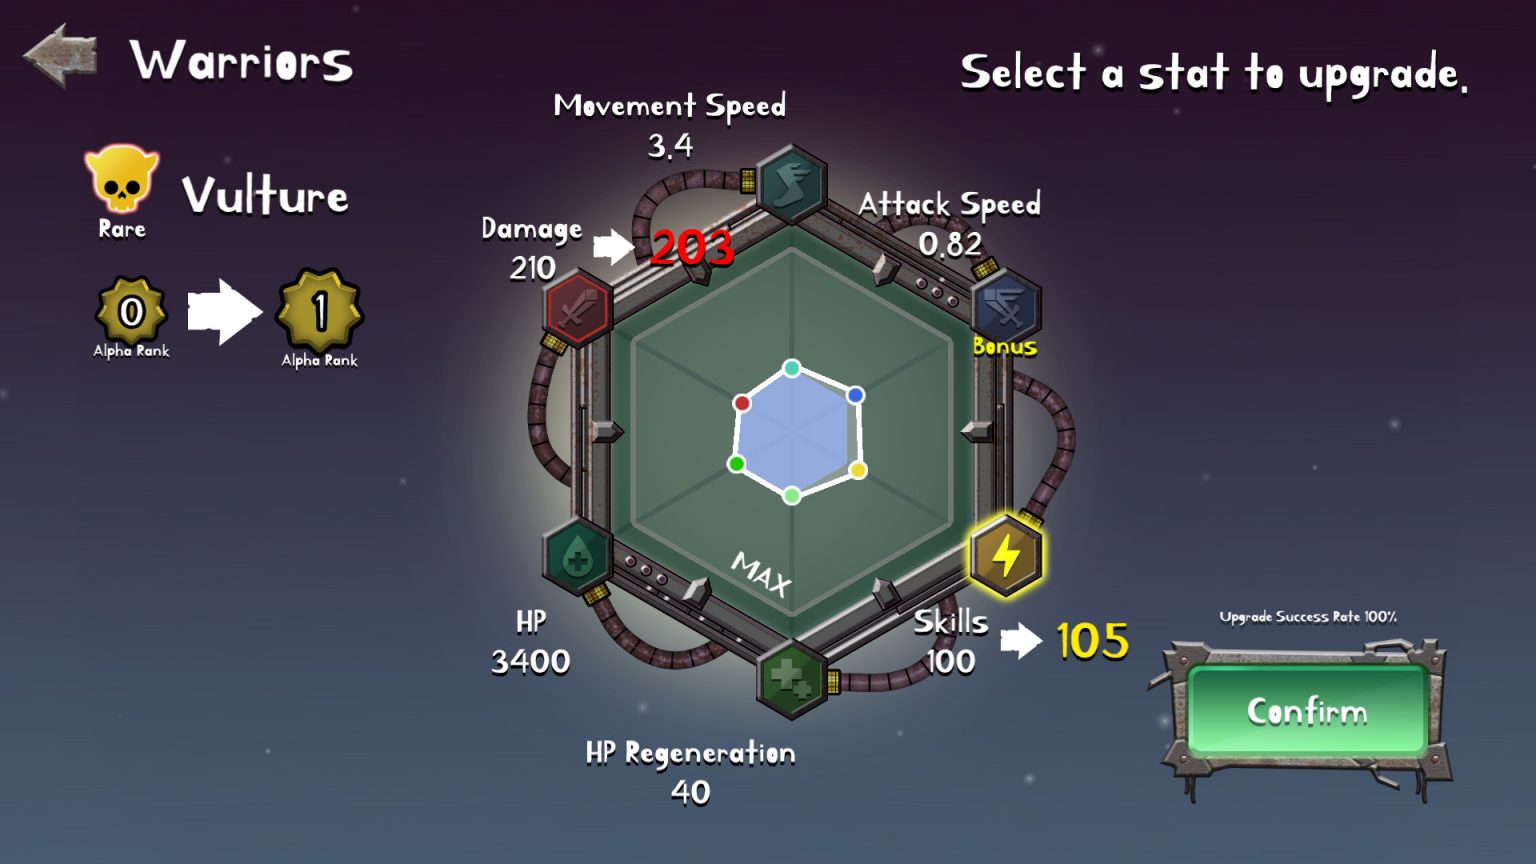 Warriors
Select a stat to upgrade.
Movement Speed
3.4
Rare
Vulture
Damage
210
203
Attack Speed
0.82
0
Alpha Rank
1
Alpha Rank
Bonus
MAX
HP
3400
Skills
100
105
HP Regeneration
40
Upgrade Success Rate 100%
Confirm